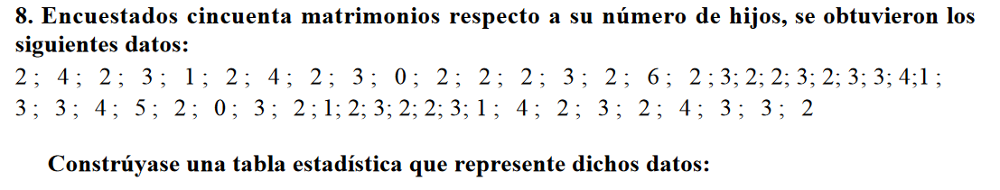 8. Encuestados cincuenta matrimonios respecto a su número de hijos, se obtuvieron los
siguientes datos:
2 ; 4 ; 2 ; 3 ; 1 ; 2 ; 4 ; 2 ; 3 ; 0 ; 2 ; 2 ; 2 ; 3 ; 2 ; 6 ; 2 ; 3; 2; 2; 3; 2; 3; 3; 4;1 ;
3 ; 3 ; 4 ; 5 ; 2 ; 0 ; 3 ; 2 ; 1; 2; 3; 2; 2; 3; 1 ; 4 ; 2 ; 3 ; 2 ; 4 ; 3 ; 3 ; 2
Constrúyase una tabla estadística que represente dichos datos: